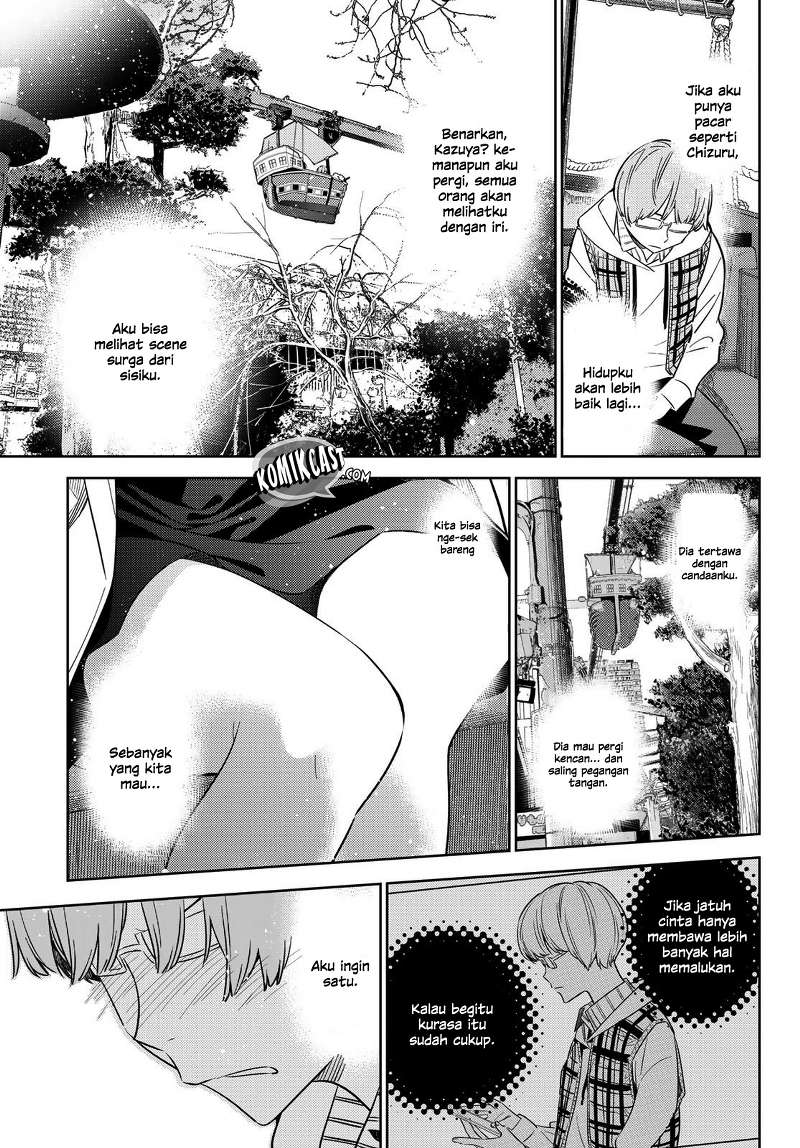 Jika aku
punya
pacar
seperti
Chizuru,
Hidupku
akan lebih
baik lagi...
Benarkan,
Kazuya? ke-
manapun aku
pergi, semua
orang akan
melihatku
dengan iri.
Aku bisa
melihat scene
surga dari
sisiku.
KOMIKCAST
.COM
Dia tertawa
dengan
candaanku.
Dia mau pergi
kencan... dan
saling pegangan
tangan.
Kita bisa
nge-sek
bareng
Sebanyak
yang kita
mau...
Jika jatuh
cinta hanya
membawa lebih
banyak hal
memalukan.
Kalau begitu
kurasa itu
sudah cukup.
Aku ingin
satu.